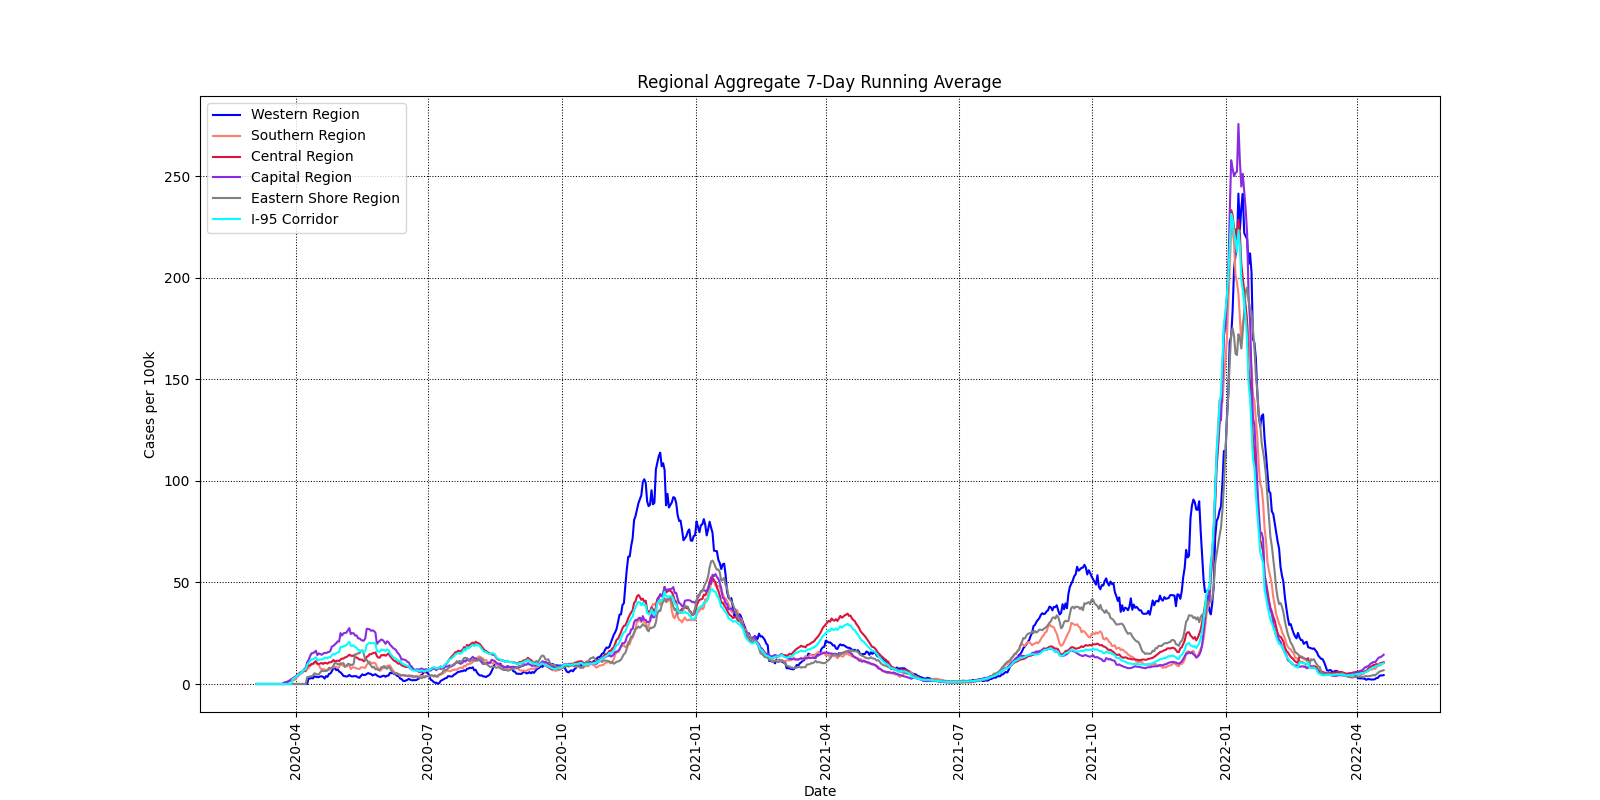 Regional Aggregate 7-Day Running Average
Western Region
Southern Region
Central Region
Capital Region
Eastern Shore Region
I-95 Corridor
Cases per 100k
250
200
150
100
50
0
2020-04
2020-07
2020-10
2021-01
2021-04
2021-07
2021-10
2022-01
2022-04
Date